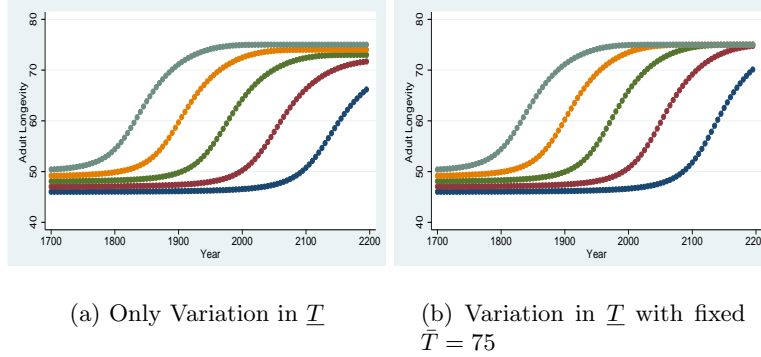 80
70
60
50
40
Adult Longevity
1700 1800 1900 2000 2100 2200
Year
80
70
60
50
40
Adult Longevity
1700 1800 1900 2000 2100 2200
Year
(a) Only Variation in T̲
(b) Variation in T̲ with fixed
T̄ = 75